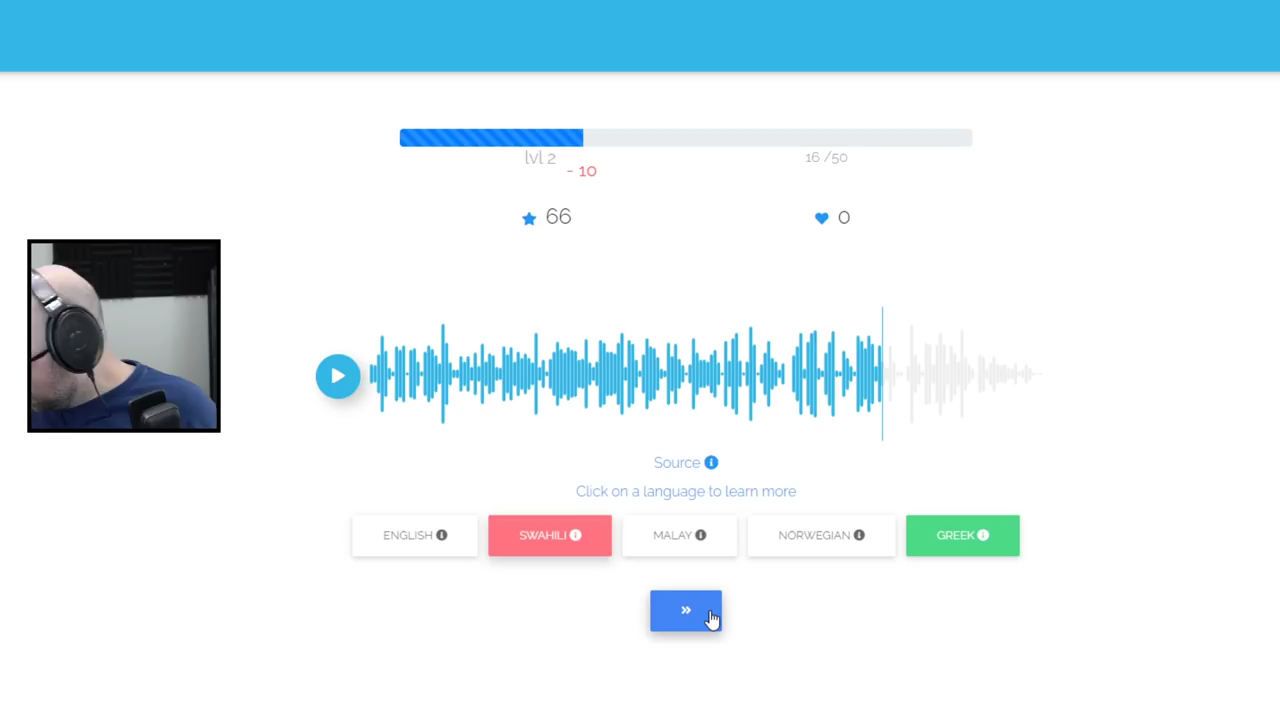 lvl 2
16 /50
- 10
66
0
Source
Click on a language to learn more
ENGLISH
SWAHILI
MALAY
NORWEGIAN
GREEK
»